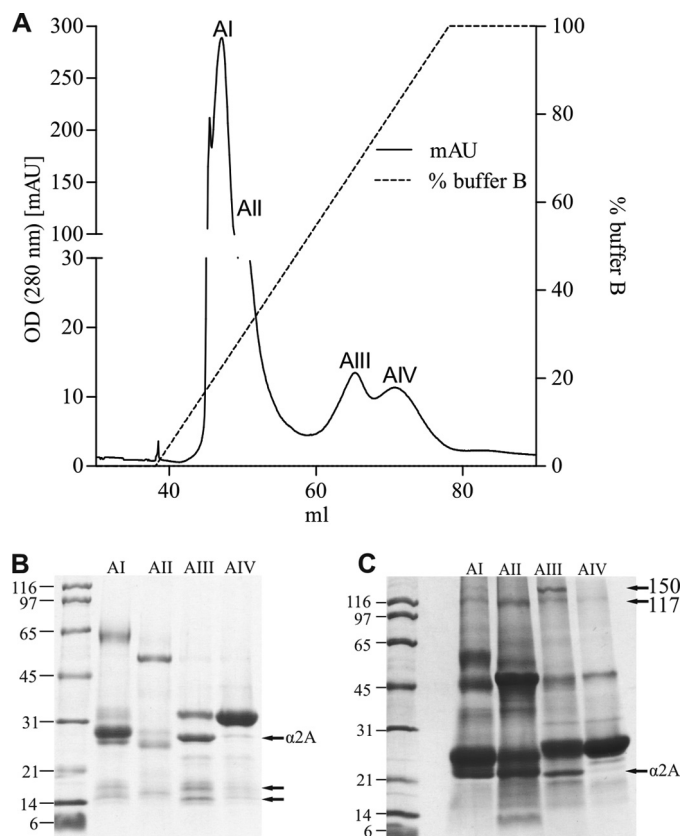 A
300
250
200
150
100
30
20
10
0
OD (280 nm) [mAU]
AI
AII
AIII
AIV
mAU
% buffer B
100
80
60
40
20
0
% buffer B
40
60
80
ml
B
AI AII AIII AIV
116
97
65
45
31
21
14
6
α2A
C
AI AII AIII AIV
116
97
65
45
31
21
14
6
150
117
α2A